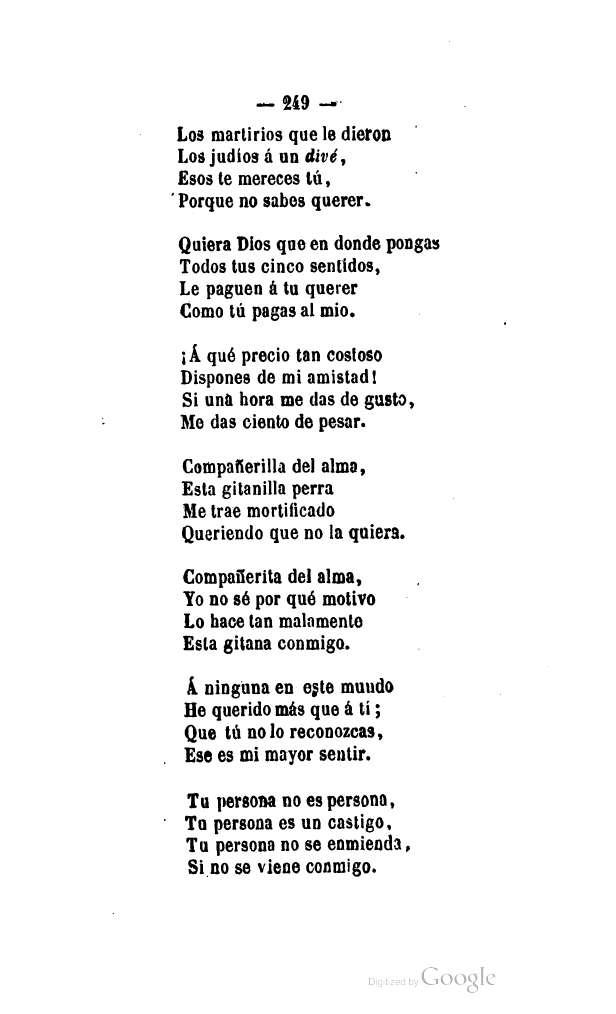 — 249 —
Los martirios que le dieron
Los judíos á un divé,
Esos te mereces tú,
Porque no sabes querer.
Quiera Dios que en donde pongas
Todos tus cinco sentidos,
Le paguen á tu querer
Como tú pagas al mio.
¡Á qué precio tan costoso
Dispones de mi amistad!
Si una hora me das de gusto,
Me das ciento de pesar.
Compañerilla del alma,
Esta gitanilla perra
Me trae mortificado
Queriendo que no la quiera.
Compañerita del alma,
Yo no sé por qué motivo
Lo hace tan malamente
Esta gitana conmigo.
Á ninguna en este mundo
He querido más que á tí;
Que tú no lo reconozcas,
Ese es mi mayor sentir.
Tu persona no es persona,
Tu persona es un castigo,
Tu persona no se enmienda,
Si no se viene conmigo.
Digitized by Google